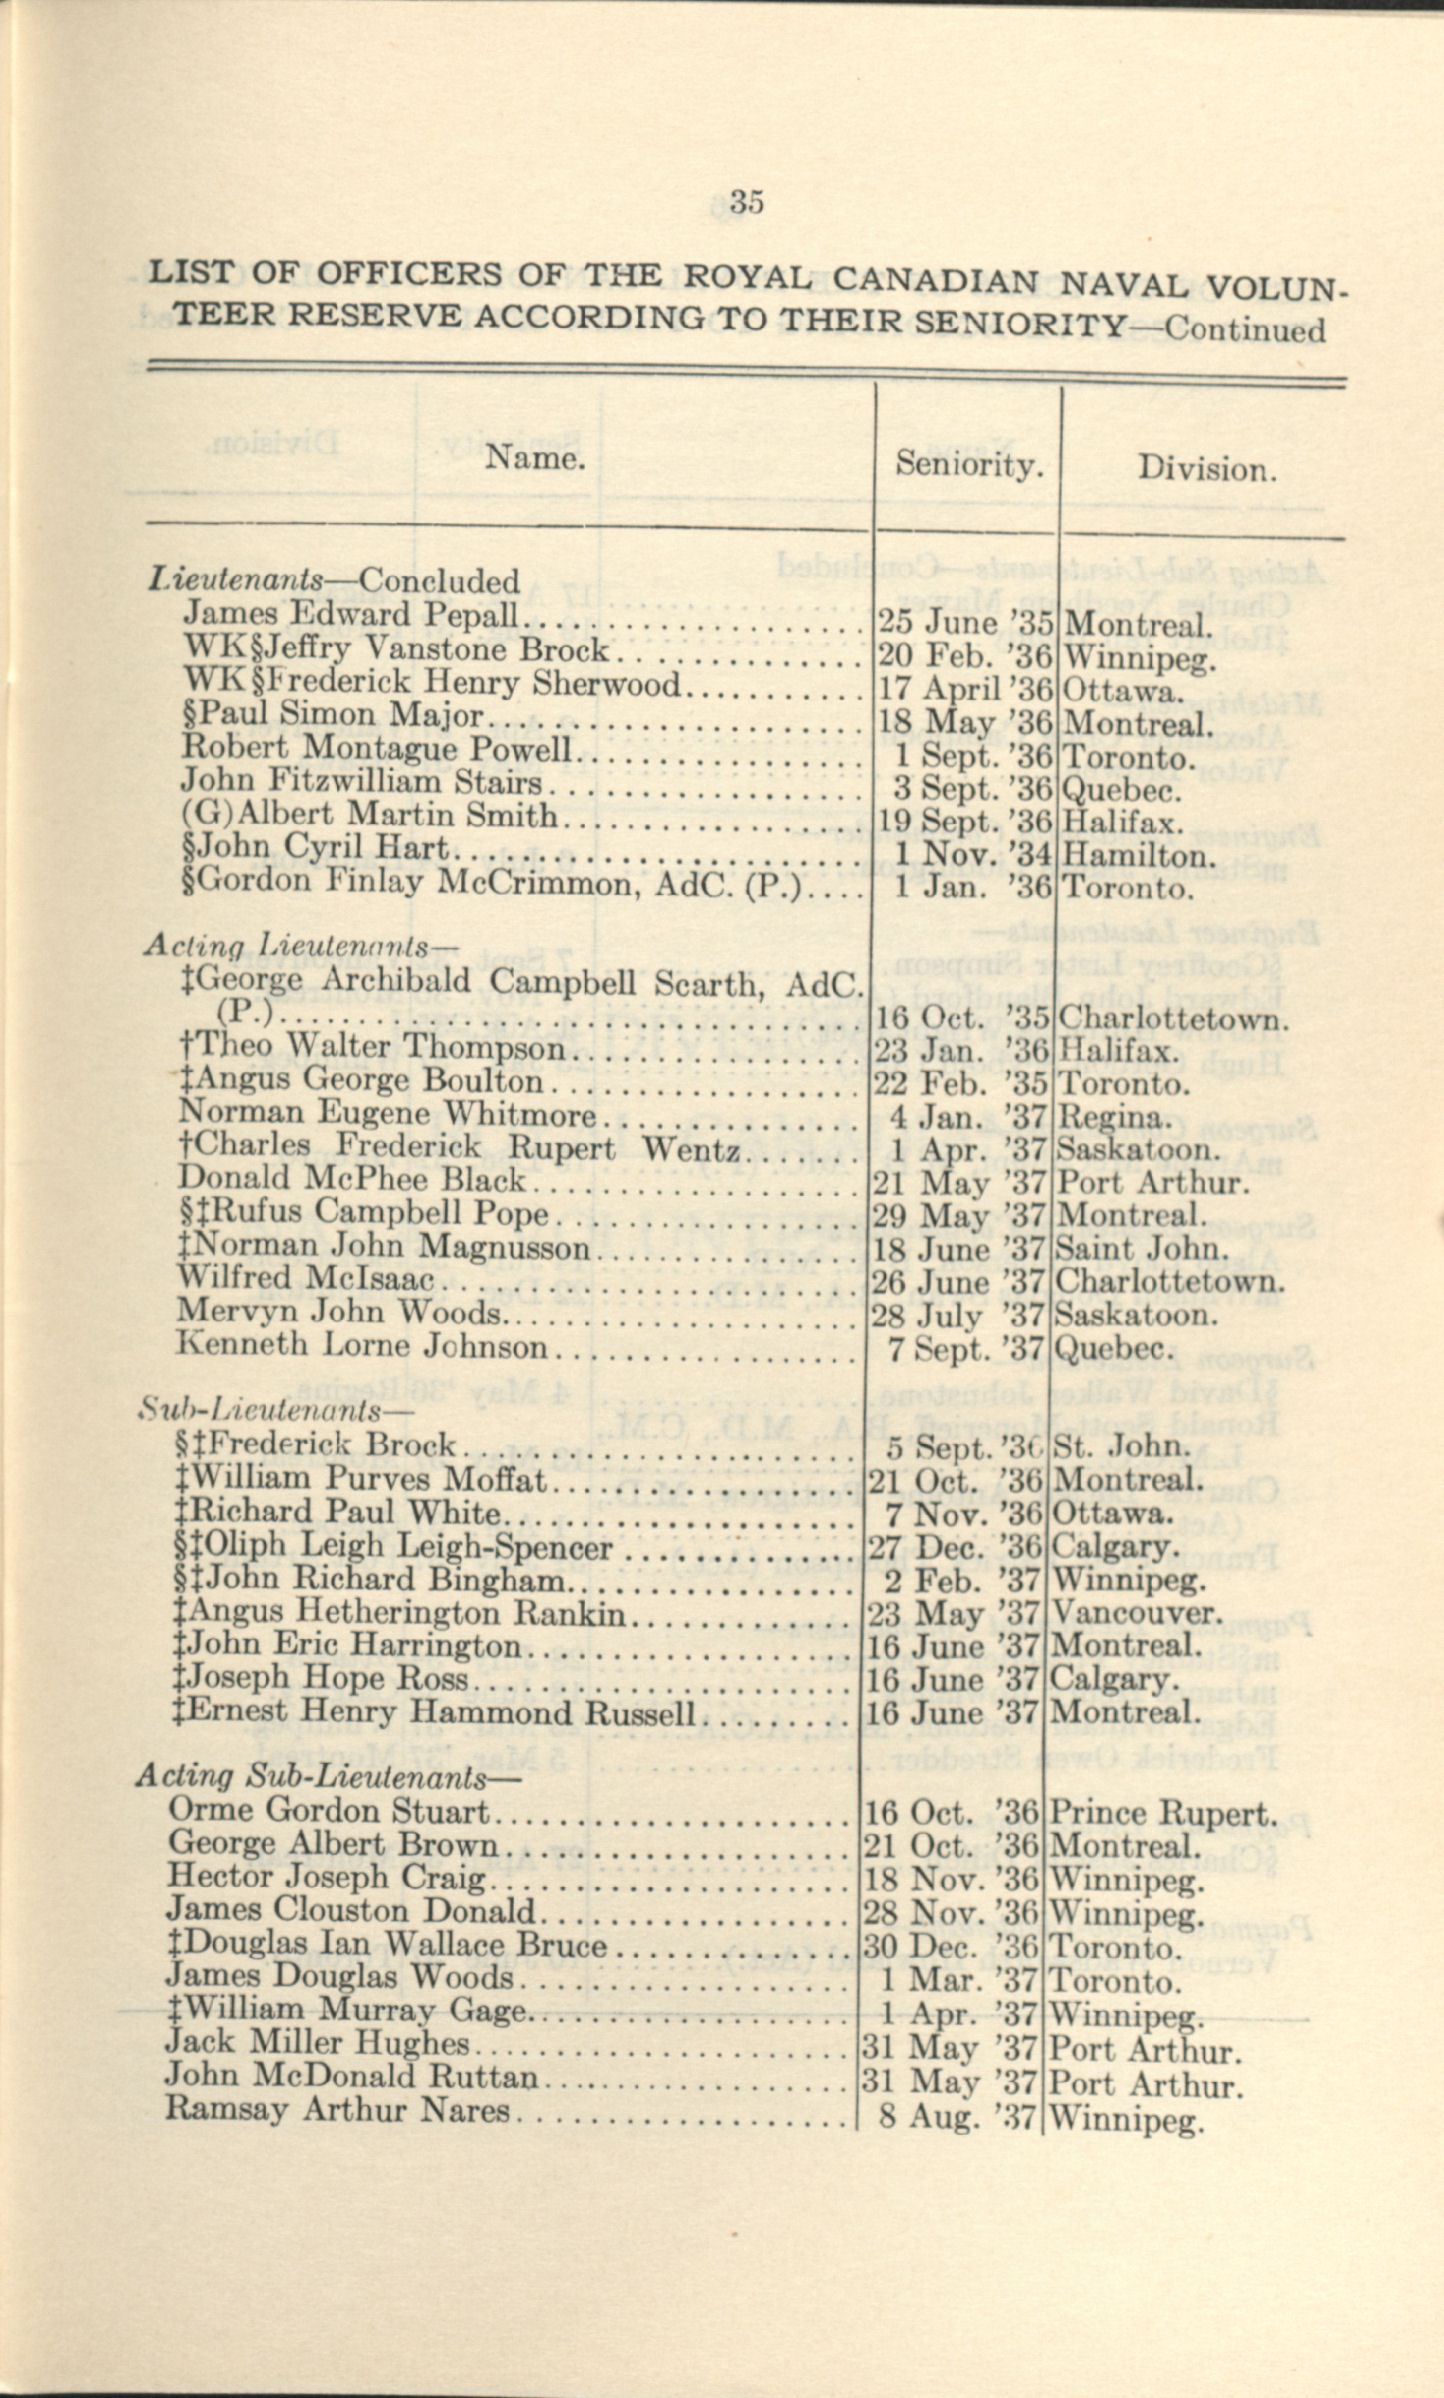 35
LIST OF OFFICERS OF THE ROYAL CANADIAN NAVAL VOLUN-
TEER RESERVE ACCORDING TO THEIR SENIORITY—Continued
Name. Seniority. Division.
Lieutenants—Concluded
James Edward Pepall..................... 25 June '35 Montreal.
WK§Jeffry Vanstone Brock............... 20 Feb. '36 Winnipeg.
WK§Frederick Henry Sherwood........... 17 April '36 Ottawa.
§Paul Simon Major....................... 18 May '36 Montreal.
Robert Montague Powell................. 1 Sept. '36 Toronto.
John Fitzwilliam Stairs................... 3 Sept. '36 Quebec.
(G)Albert Martin Smith.................. 19 Sept. '36 Halifax.
§John Cyril Hart......................... 1 Nov. '34 Hamilton.
§Gordon Finlay McCrimmon, AdC. (P.).... 1 Jan. '36 Toronto.
Acting Lieutenants—
‡George Archibald Campbell Scarth, AdC.
(P.)................................... 16 Oct. '35 Charlottetown.
†Theo Walter Thompson................. 23 Jan. '36 Halifax.
‡Angus George Boulton.................. 22 Feb. '35 Toronto.
Norman Eugene Whitmore............... 4 Jan. '37 Regina.
†Charles Frederick Rupert Wentz....... 1 Apr. '37 Saskatoon.
Donald McPhee Black.................... 21 May '37 Port Arthur.
§‡Rufus Campbell Pope................... 29 May '37 Montreal.
‡Norman John Magnusson................ 18 June '37 Saint John.
Wilfred McIsaac......................... 26 June '37 Charlottetown.
Mervyn John Woods..................... 28 July '37 Saskatoon.
Kenneth Lorne Johnson.................. 7 Sept. '37 Quebec.
Sub-Lieutenants—
§‡Frederick Brock........................ 5 Sept. '36 St. John.
‡William Purves Moffat................... 21 Oct. '36 Montreal.
‡Richard Paul White...................... 7 Nov. '36 Ottawa.
§‡Oliph Leigh Leigh-Spencer .............. 27 Dec. '36 Calgary.
§‡John Richard Bingham................. 2 Feb. '37 Winnipeg.
‡Angus Hetherington Rankin............. 23 May '37 Vancouver.
‡John Eric Harrington.................... 16 June '37 Montreal.
‡Joseph Hope Ross....................... 16 June '37 Calgary.
‡Ernest Henry Hammond Russell......... 16 June '37 Montreal.
Acting Sub-Lieutenants—
Orme Gordon Stuart...................... 16 Oct. '36 Prince Rupert.
George Albert Brown..................... 21 Oct. '36 Montreal.
Hector Joseph Craig...................... 18 Nov. '36 Winnipeg.
James Clouston Donald................... 28 Nov. '36 Winnipeg.
‡Douglas Ian Wallace Bruce.............. 30 Dec. '36 Toronto.
James Douglas Woods.................... 1 Mar. '37 Toronto.
‡William Murray Gage.................... 1 Apr. '37 Winnipeg.
Jack Miller Hughes....................... 31 May '37 Port Arthur.
John McDonald Ruttan................... 31 May '37 Port Arthur.
Ramsay Arthur Nares.................... 8 Aug. '37 Winnipeg.